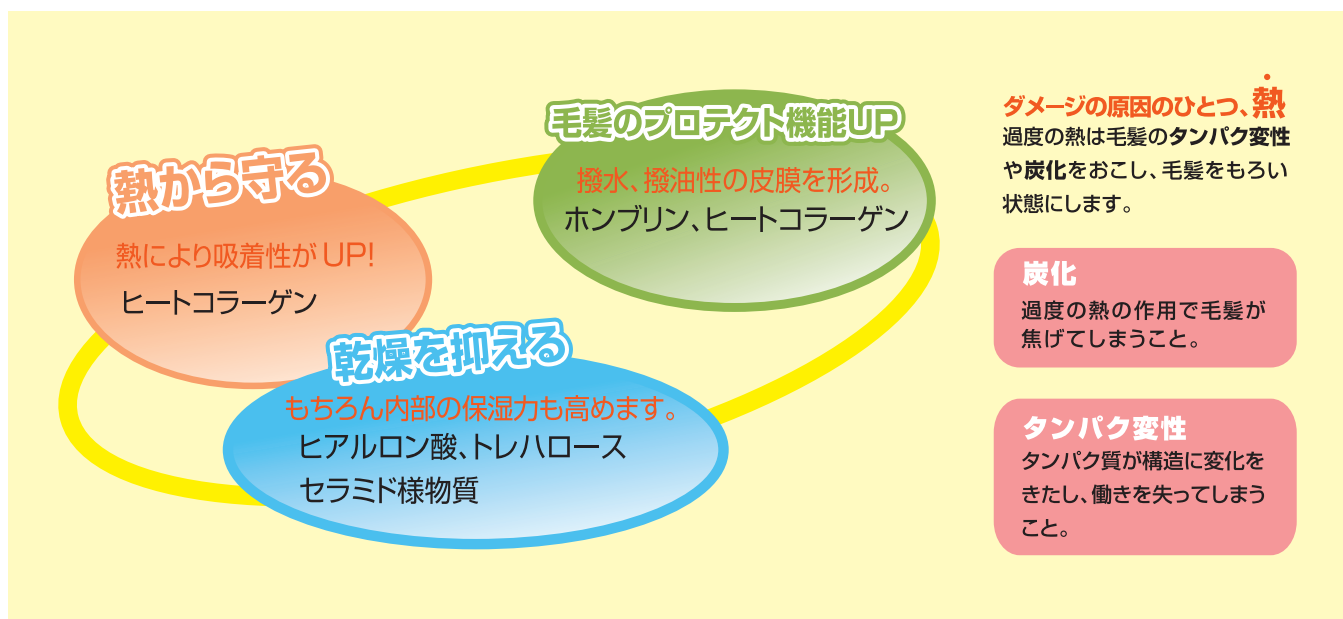 熱から守る
熱により吸着性がUP!
ヒートコラーゲン
毛髪のプロテクト機能UP
撥水、撥油性の皮膜を形成。
ホンブリン、ヒートコラーゲン
乾燥を抑える
もちろん内部の保湿力も高めます。
ヒアルロン酸、トレハロース
セラミド様物質
ダメージの原因のひとつ、熱
過度の熱は毛髪のタンパク変性
や炭化をおこし、毛髪をもろい
状態にします。
炭化
過度の熱の作用で毛髪が
焦げてしまうこと。
タンパク変性
タンパク質が構造に変化を
きたし、働きを失ってしまう
こと。